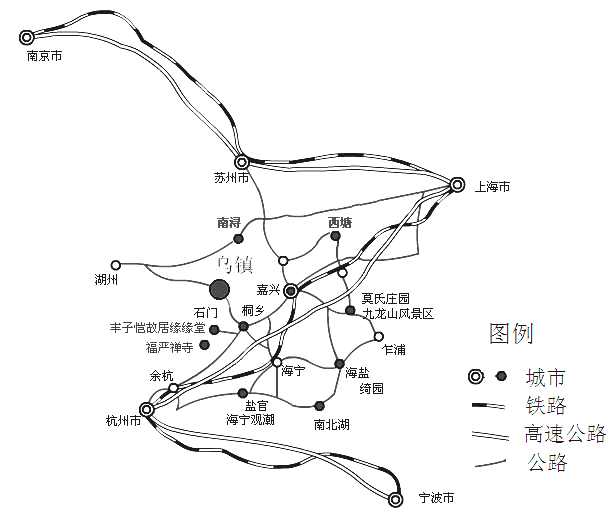 南京市
苏州市
上海市
南浔
西塘
乌镇
湖州
嘉兴
莫氏庄园
九龙山风景区
石门
桐乡
丰子恺故居缘缘堂
福严禅寺
乍浦
余杭
海宁
海盐
绮园
杭州市
盐官
海宁观潮
南北湖
宁波市
图例
城市
铁路
高速公路
公路